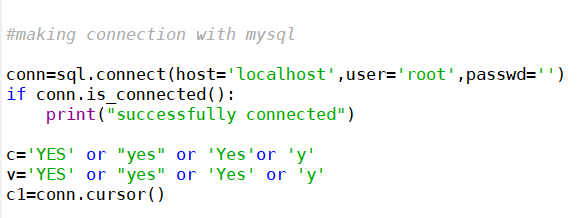 #making connection with mysql
conn=sql.connect(host='localhost',user='root',passwd='')
if conn.is_connected():
    print("successfully connected")
c='YES' or "yes" or 'Yes'or 'y'
v='YES' or "yes" or 'Yes' or 'y'
c1=conn.cursor()